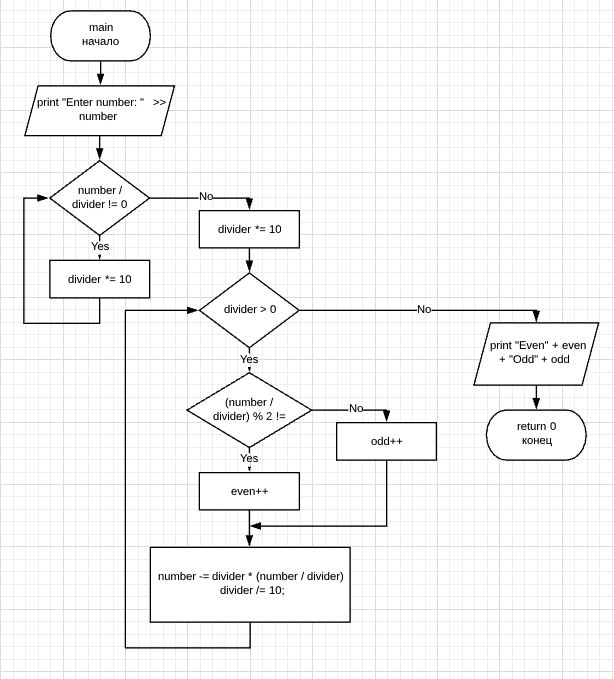 main
начало
print "Enter number: "   >>
number
number /
divider != 0
No
Yes
divider *= 10
divider *= 10
divider > 0
No
Yes
(number /
divider) % 2 !=
No
Yes
odd++
even++
number -= divider * (number / divider)
divider /= 10;
print "Even" + even
+ "Odd" + odd
return 0
конец